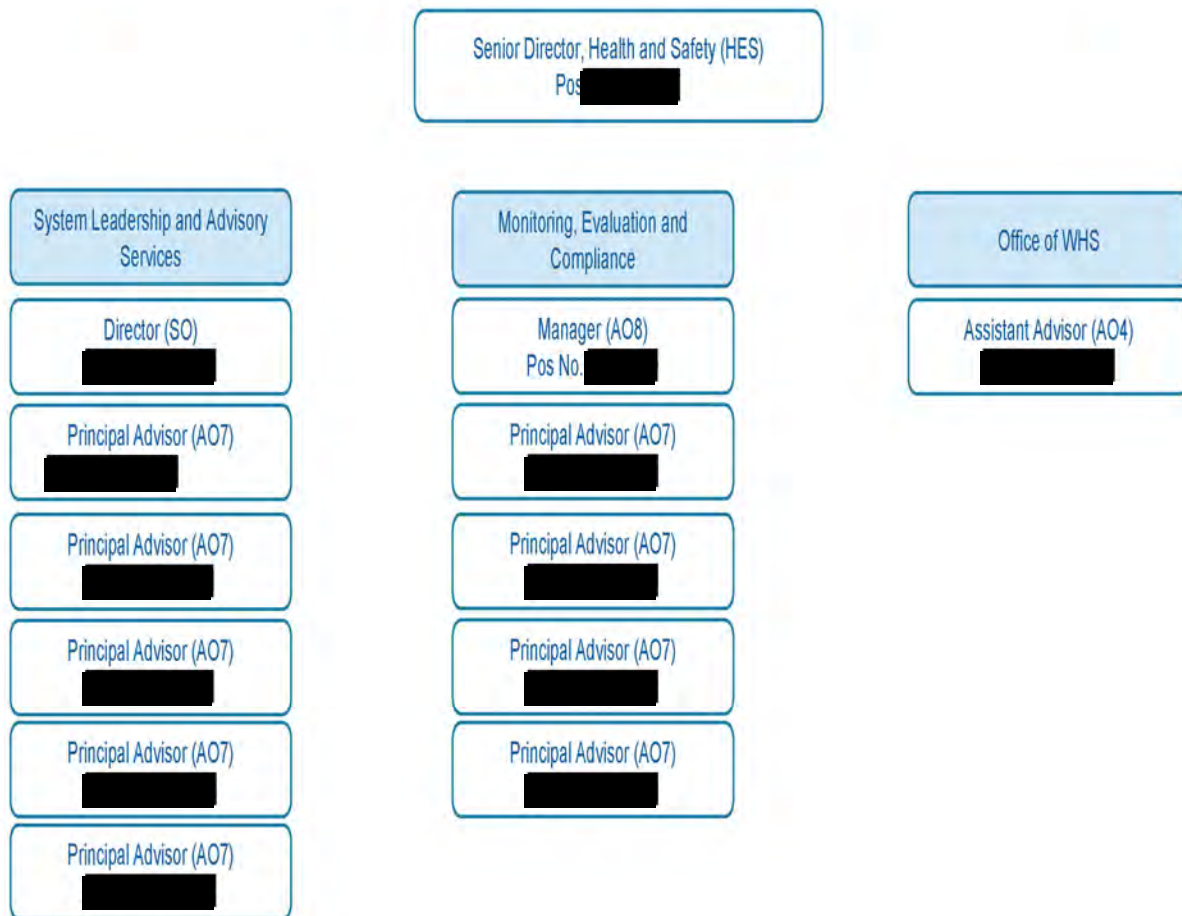 Senior Director, Health and Safety (HES)
Pos
System Leadership and Advisory
Services
Director (SO)
Principal Advisor (AO7)
Principal Advisor (AO7)
Principal Advisor (AO7)
Principal Advisor (AO7)
Principal Advisor (AO7)
Monitoring, Evaluation and
Compliance
Manager (AO8)
Pos No.
Principal Advisor (AO7)
Principal Advisor (AO7)
Principal Advisor (AO7)
Principal Advisor (AO7)
Office of WHS
Assistant Advisor (AO4)